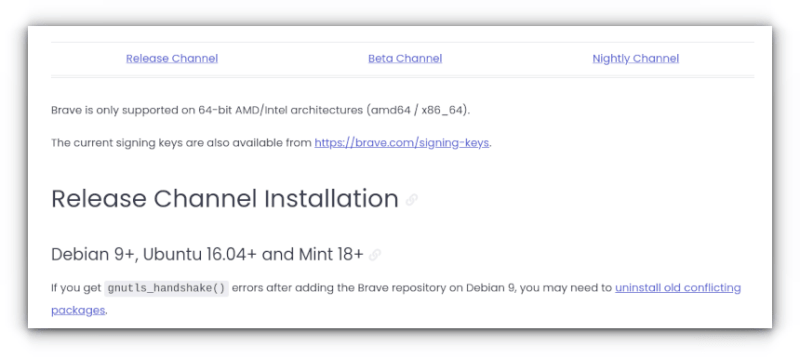 Release Channel Beta Channel Nightly Channel
Brave is only supported on 64-bit AMD/Intel architectures (amd64 / x86_64).
The current signing keys are also available from https://brave.com/signing-keys.
Release Channel Installation
Debian 9+, Ubuntu 16.04+ and Mint 18+
If you get gnutls_handshake() errors after adding the Brave repository on Debian 9, you may need to uninstall old conflicting
packages.